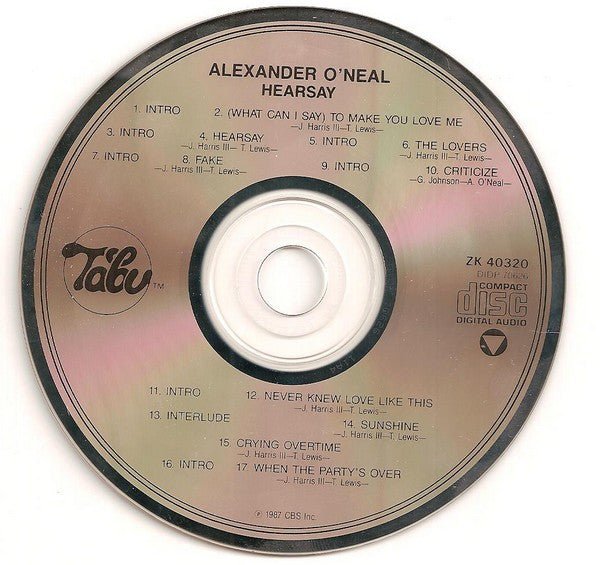 ALEXANDER O'NEAL
HEARSAY
1. INTRO
2. (WHAT CAN I SAY) TO MAKE YOU LOVE ME
—J. Harris III—T. Lewis—
3. INTRO
4. HEARSAY
—J. Harris III—T. Lewis—
5. INTRO
6. THE LOVERS
—J. Harris III—T. Lewis—
7. INTRO
8. FAKE
—J. Harris III—T. Lewis—
9. INTRO
10. CRITICIZE
—G. Johnson—A. O'Neal—
Tabu TM
ZK 40320
DIDP 70626
COMPACT
disc
DIGITAL AUDIO
11. INTRO
12. NEVER KNEW LOVE LIKE THIS
—J. Harris III—T. Lewis—
13. INTERLUDE
14. SUNSHINE
—J. Harris III—T. Lewis—
15 CRYING OVERTIME
—J. Harris III—T. Lewis—
16. INTRO
17. WHEN THE PARTY'S OVER
—J. Harris III—T. Lewis—
℗ 1987 CBS Inc.